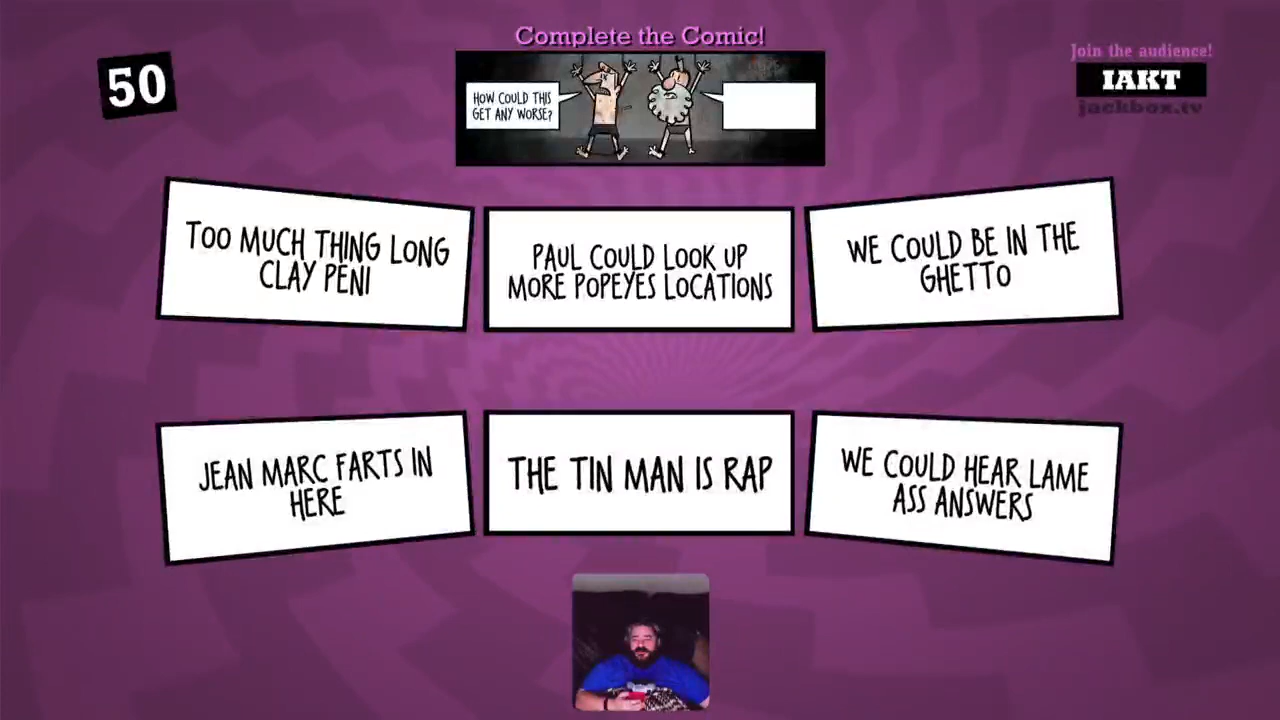 Complete the Comic!
50
HOW COULD THIS
GET ANY WORSE?
Join the audience!
IAKT
jackbox.tv
TOO MUCH THING LONG
CLAY PENI
PAUL COULD LOOK UP
MORE POPEYES LOCATIONS
WE COULD BE IN THE
GHETTO
JEAN MARC FARTS IN
HERE
THE TIN MAN IS RAP
WE COULD HEAR LAME
ASS ANSWERS